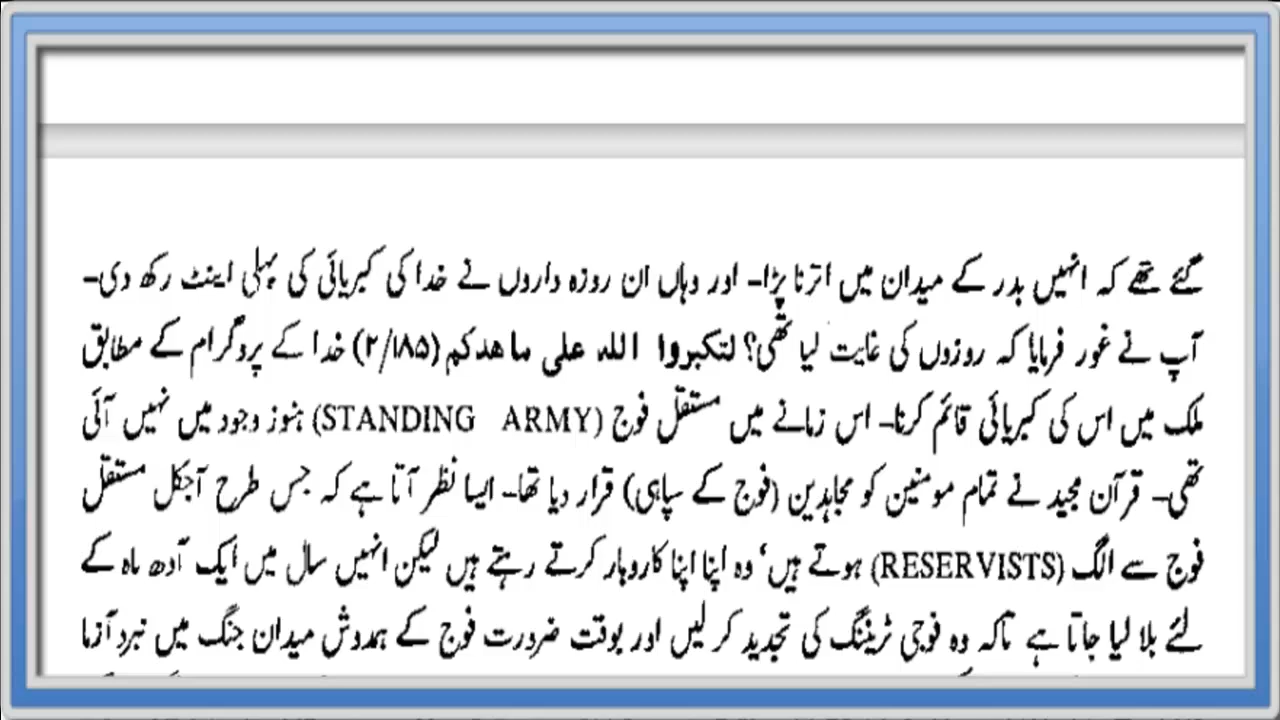 گئے تھے کہ انہیں بدر کے میدان میں اترنا پڑا۔ اور وہاں ان روزہ داروں نے خدا کی کبریائی کی پہلی اینٹ رکھ دی۔
آپ نے غور فرمایا کہ روزوں کی غایت کیا تھی؟ لتکبروا اللہ علی ماھدکم (۲/۱۸۵) خدا کے پروگرام کے مطابق
ملک میں اس کی کبریائی قائم کرنا۔ اس زمانے میں مستقل فوج (STANDING ARMY) ہنوز وجود میں نہیں آئی
تھی۔ قرآن مجید نے تمام مومنین کو مجاہدین (فوج کے سپاہی) قرار دیا تھا۔ ایسا نظر آتا ہے کہ جس طرح آجکل مستقل
فوج سے الگ (RESERVISTS) ہوتے ہیں، وہ اپنا اپنا کاروبار کرتے رہتے ہیں لیکن انہیں سال میں ایک آدھ ماہ کے
لئے بلا لیا جاتا ہے تاکہ وہ فوجی ٹریننگ کی تجدید کر لیں اور بوقت ضرورت فوج کے ہمدوش میدان جنگ میں نبرد آزما